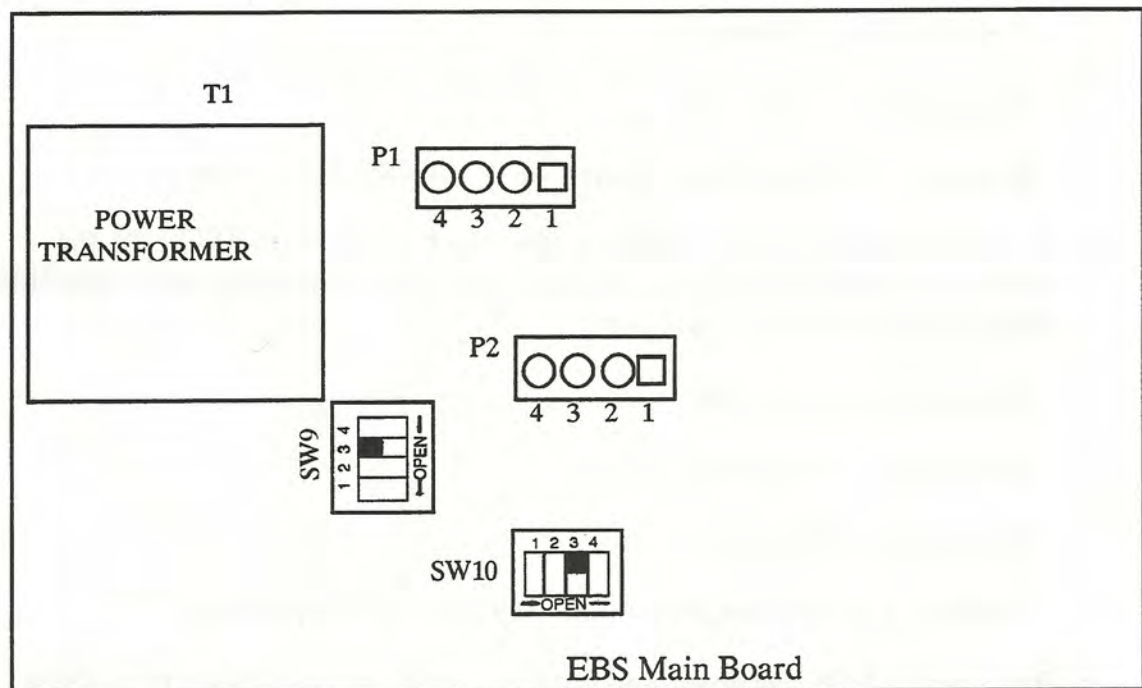 T1
POWER
TRANSFORMER
P1
4 3 2 1
P2
4 3 2 1
SW9
1 2 3 4
OPEN
SW10
1 2 3 4
OPEN
EBS Main Board